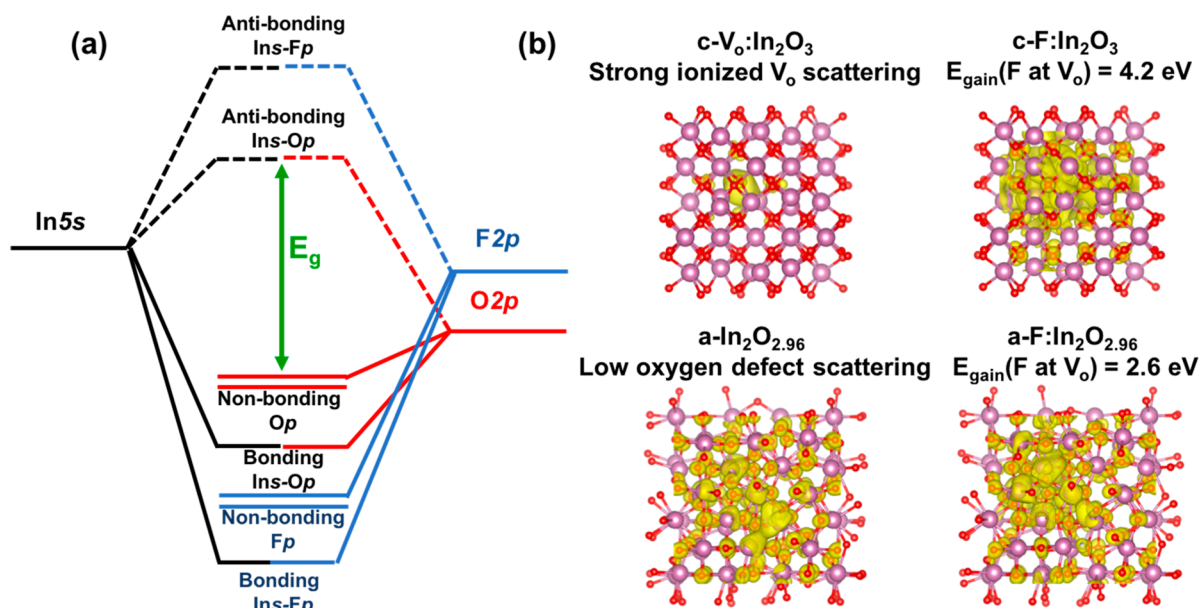 (a)
Anti-bonding
Ins-Fp
Anti-bonding
Ins-Op
In5s
Eg
F2p
O2p
Non-bonding
Op
Bonding
Ins-Op
Non-bonding
Fp
Bonding
Ins-Fp
(b)
c-Vo:In2O3
Strong ionized Vo scattering
c-F:In2O3
Egain(F at Vo) = 4.2 eV
a-In2O2.96
Low oxygen defect scattering
a-F:In2O2.96
Egain(F at Vo) = 2.6 eV